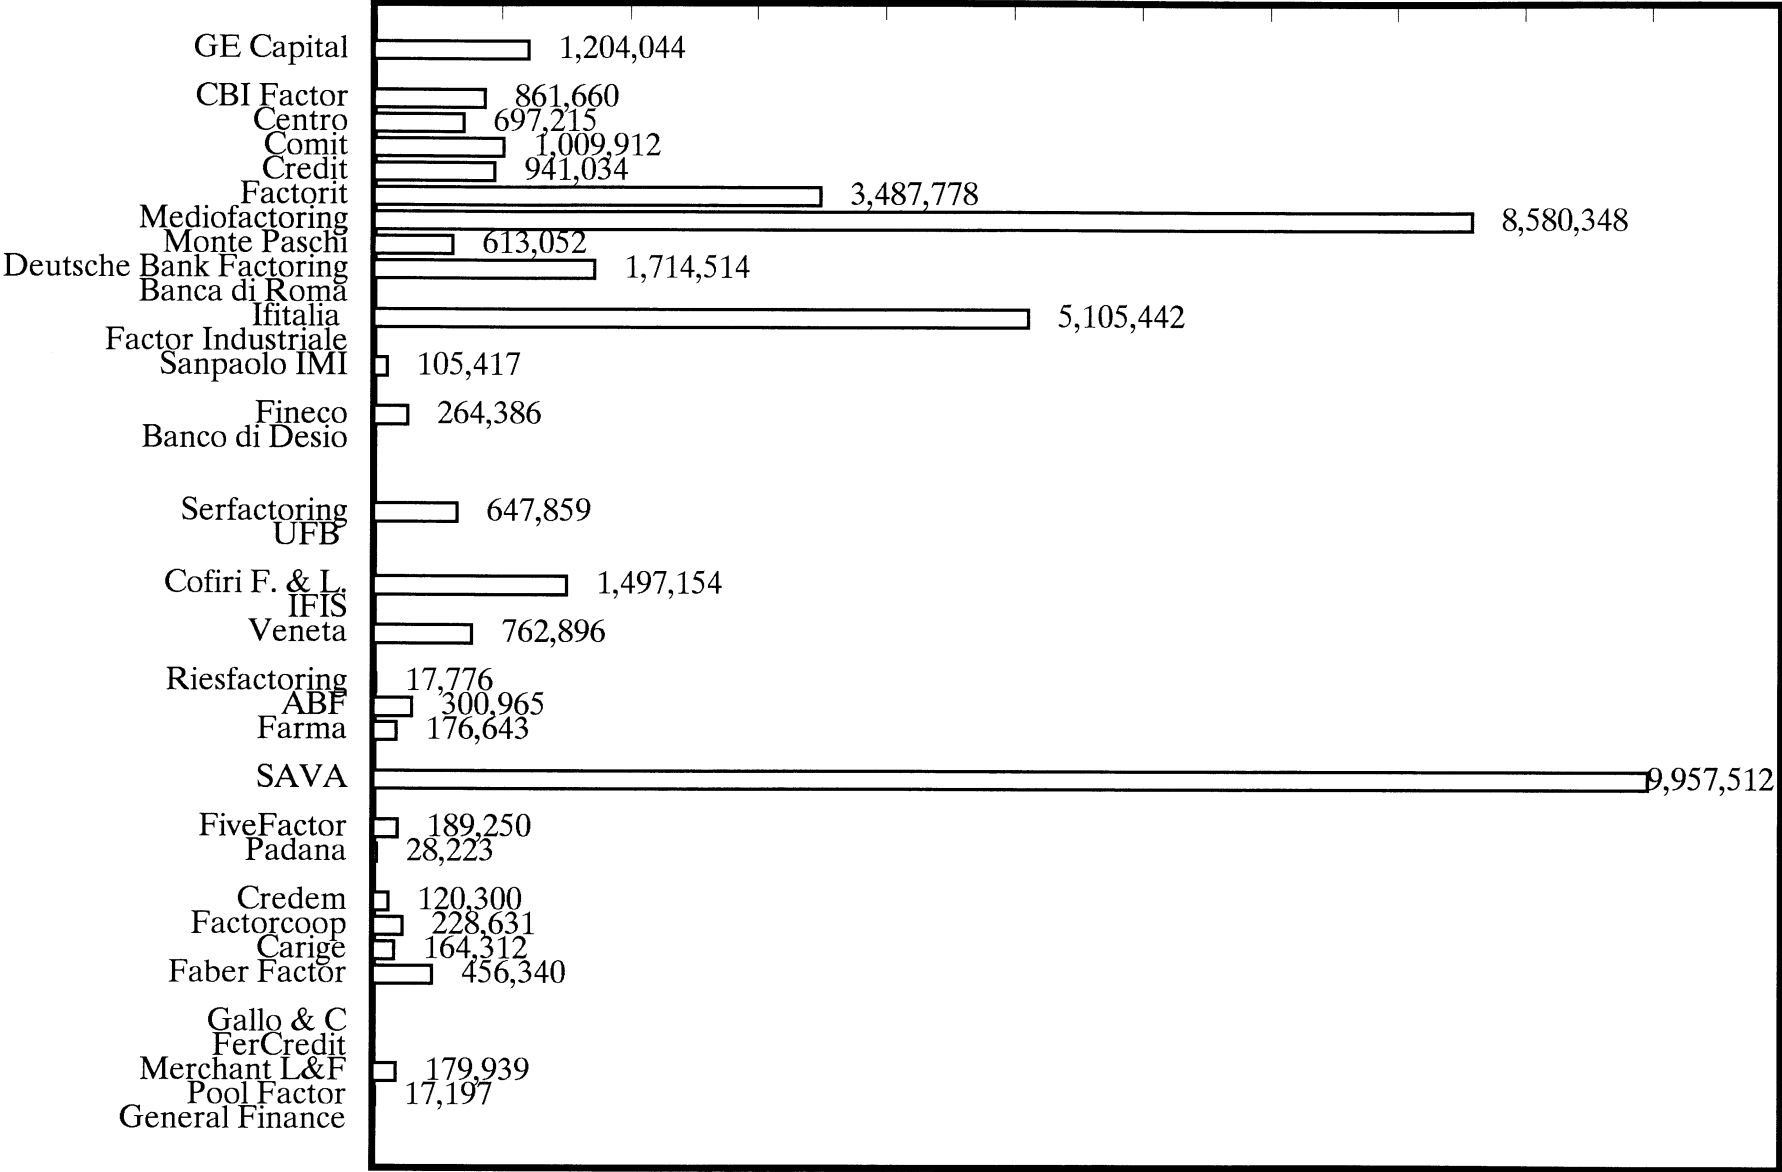 GE Capital 1,204,044
CBI Factor 861,660
Centro 697,215
Comit 1,009,912
Credit 941,034
Factorit 3,487,778
Mediofactoring 8,580,348
Monte Paschi 613,052
Deutsche Bank Factoring 1,714,514
Banca di Roma
Ifitalia 5,105,442
Factor Industriale
Sanpaolo IMI 105,417
Fineco 264,386
Banco di Desio
Serfactoring 647,859
UFB
Cofiri F. & L. 1,497,154
IFIS
Veneta 762,896
Riesfactoring 17,776
ABF 300,965
Farma 176,643
SAVA 9,957,512
FiveFactor 189,250
Padana 28,223
Credem 120,300
Factorcoop 228,631
Carige 164,312
Faber Factor 456,340
Gallo & C
FerCredit
Merchant L&F 179,939
Pool Factor 17,197
General Finance